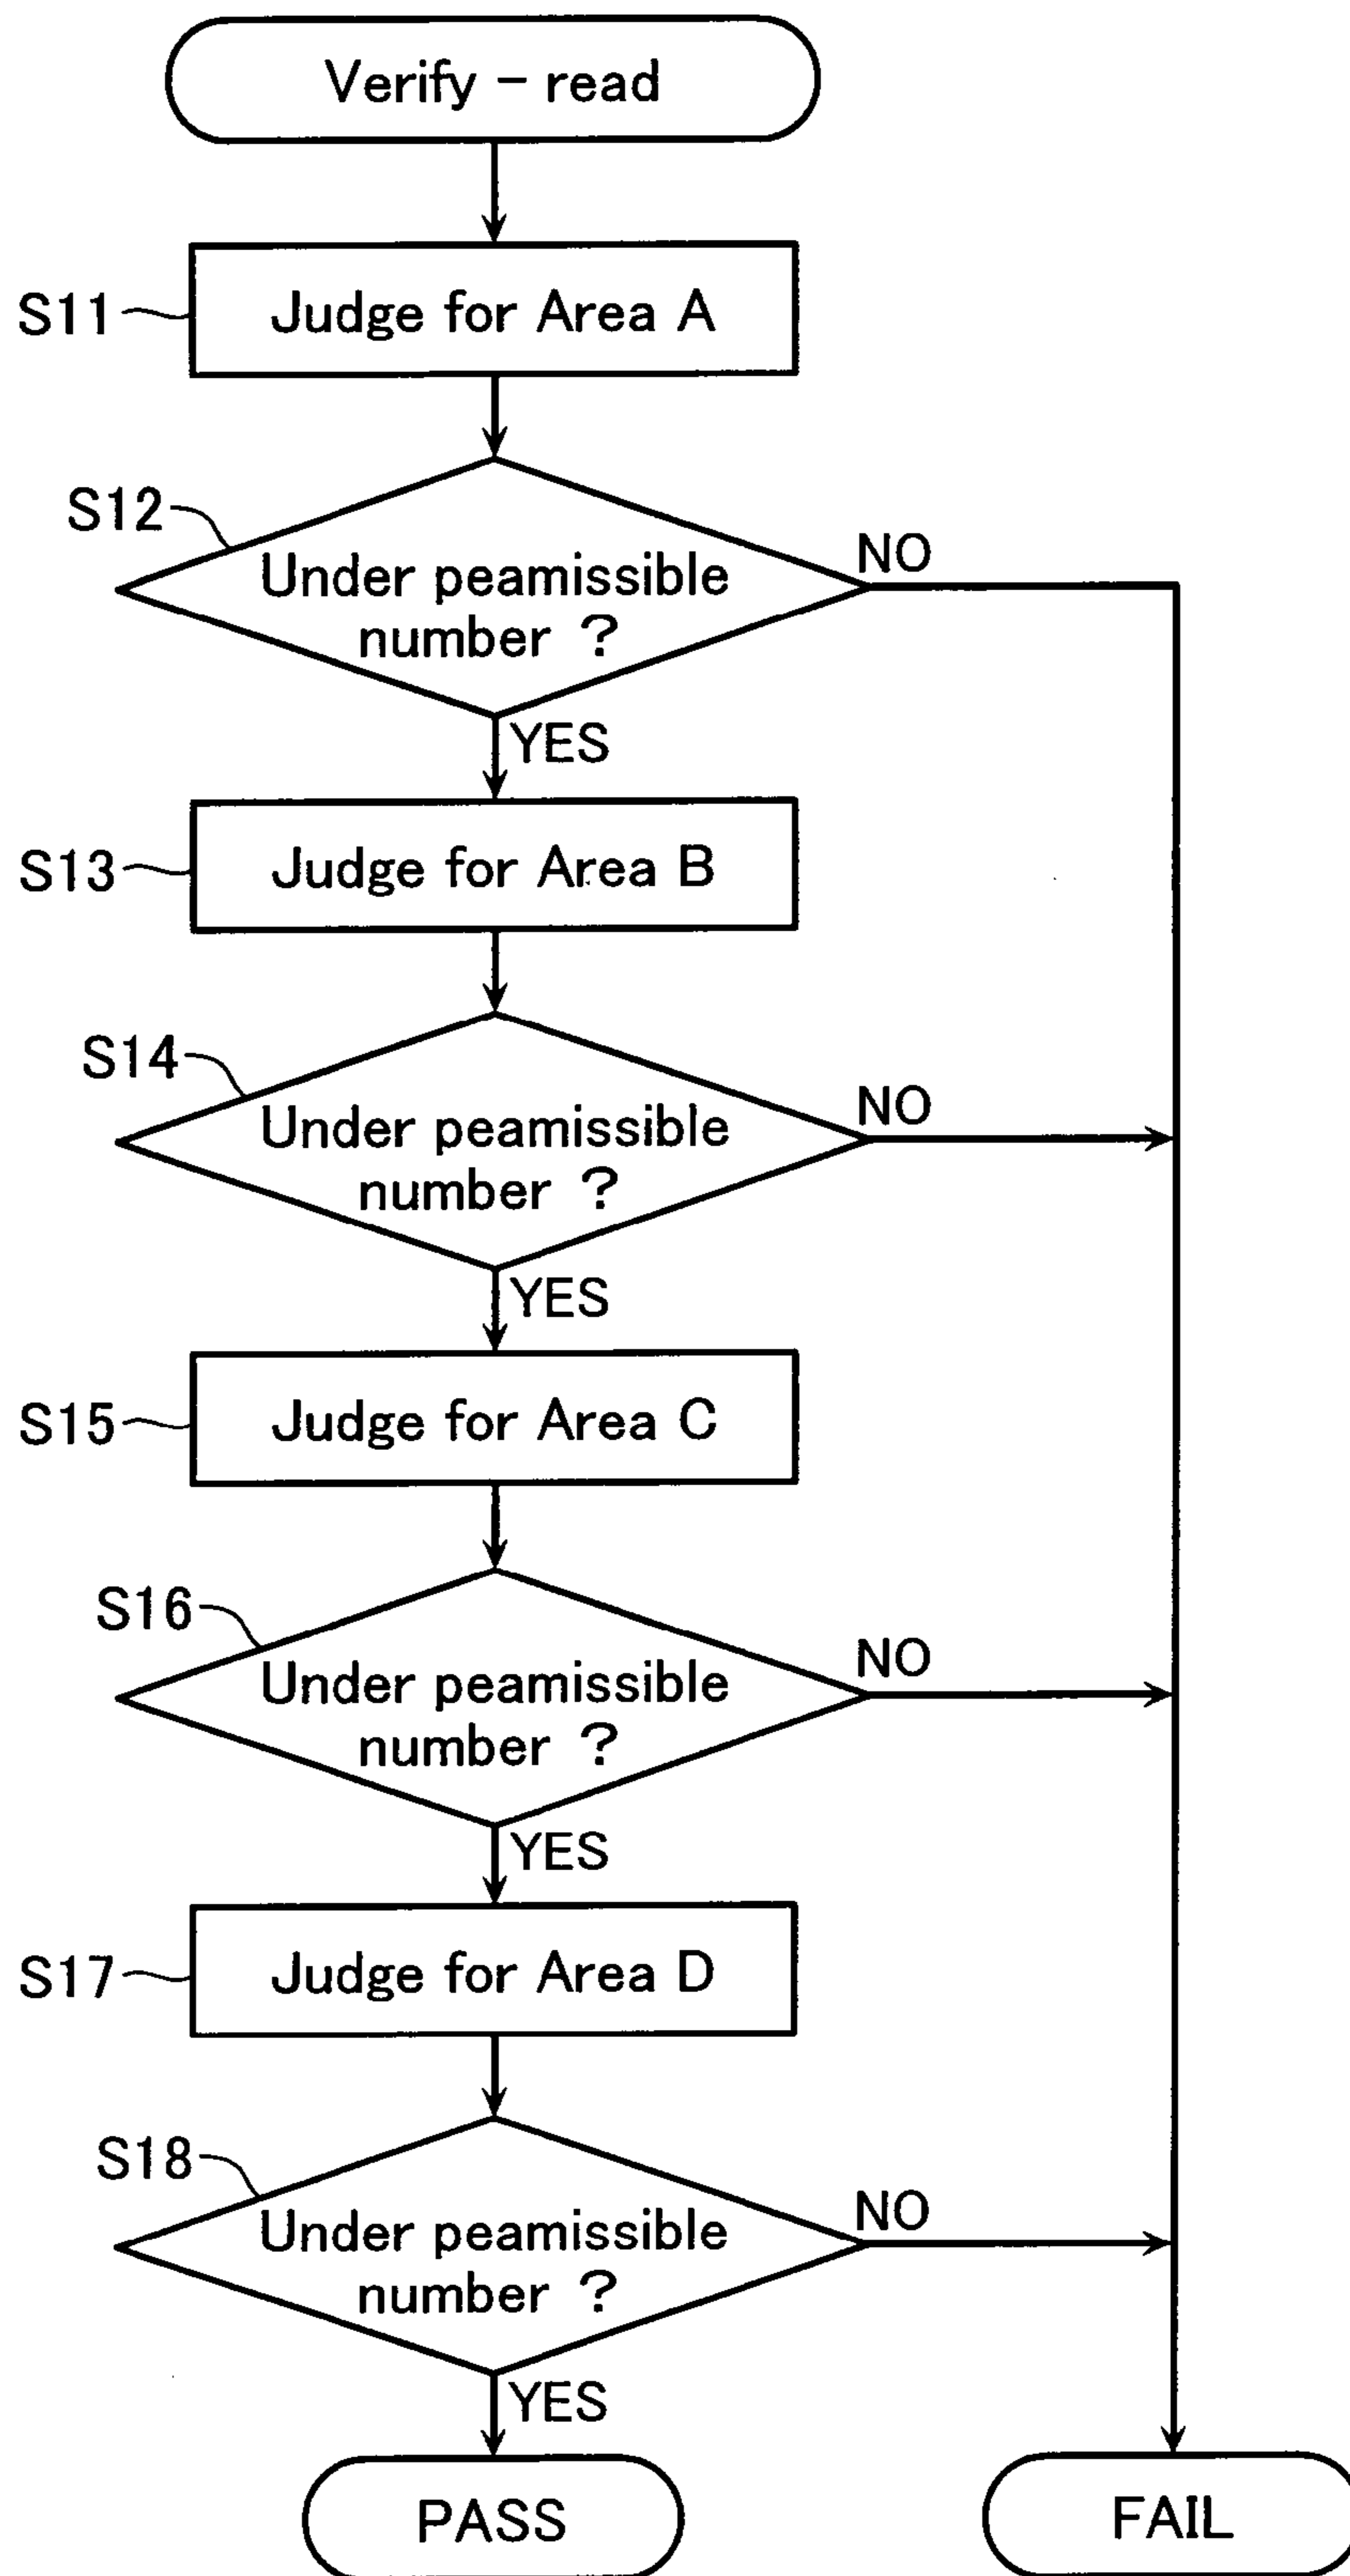 Verify - read
S11
Judge for Area A
S12
Under peamissible
number ?
NO
YES
S13
Judge for Area B
S14
Under peamissible
number ?
NO
YES
S15
Judge for Area C
S16
Under peamissible
number ?
NO
YES
S17
Judge for Area D
S18
Under peamissible
number ?
NO
YES
PASS
FAIL